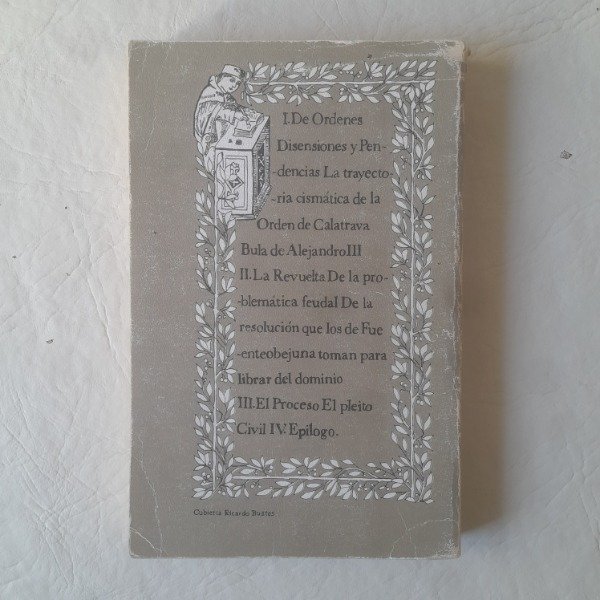 I. De Ordenes
Disensiones y Pen-
-dencias La trayecto-
-ria cismática de la
Orden de Calatrava
Bula de Alejandro III
II. La Revuelta De la pro-
-blemática feudal De la
resolución que los de Fue
-enteobejuna toman para
librar del dominio
III. El Proceso El pleito
Civil IV. Epílogo.
Cubierta Ricardo Bustos